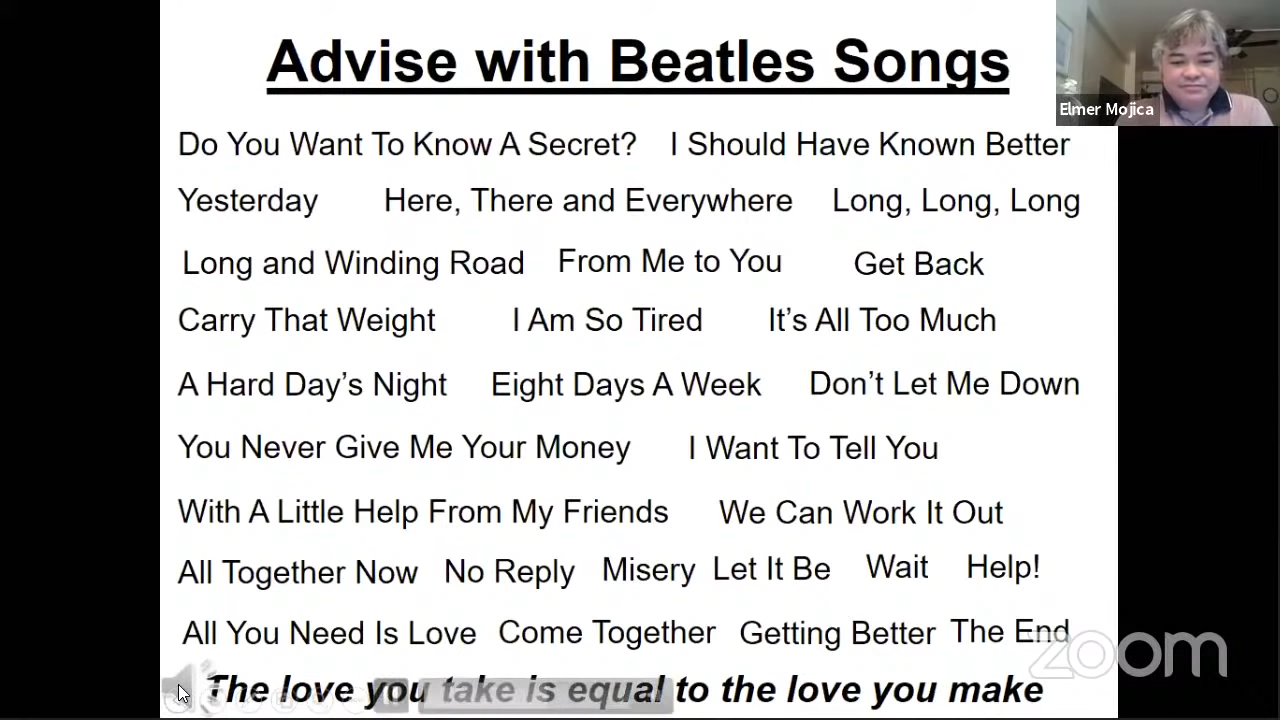 Advise with Beatles Songs
Elmer Mojica
Do You Want To Know A Secret? I Should Have Known Better
Yesterday Here, There and Everywhere Long, Long, Long
Long and Winding Road From Me to You Get Back
Carry That Weight I Am So Tired It's All Too Much
A Hard Day's Night Eight Days A Week Don't Let Me Down
You Never Give Me Your Money I Want To Tell You
With A Little Help From My Friends We Can Work It Out
All Together Now No Reply Misery Let It Be Wait Help!
All You Need Is Love Come Together Getting Better The End
zoom
The love you take is equal to the love you make